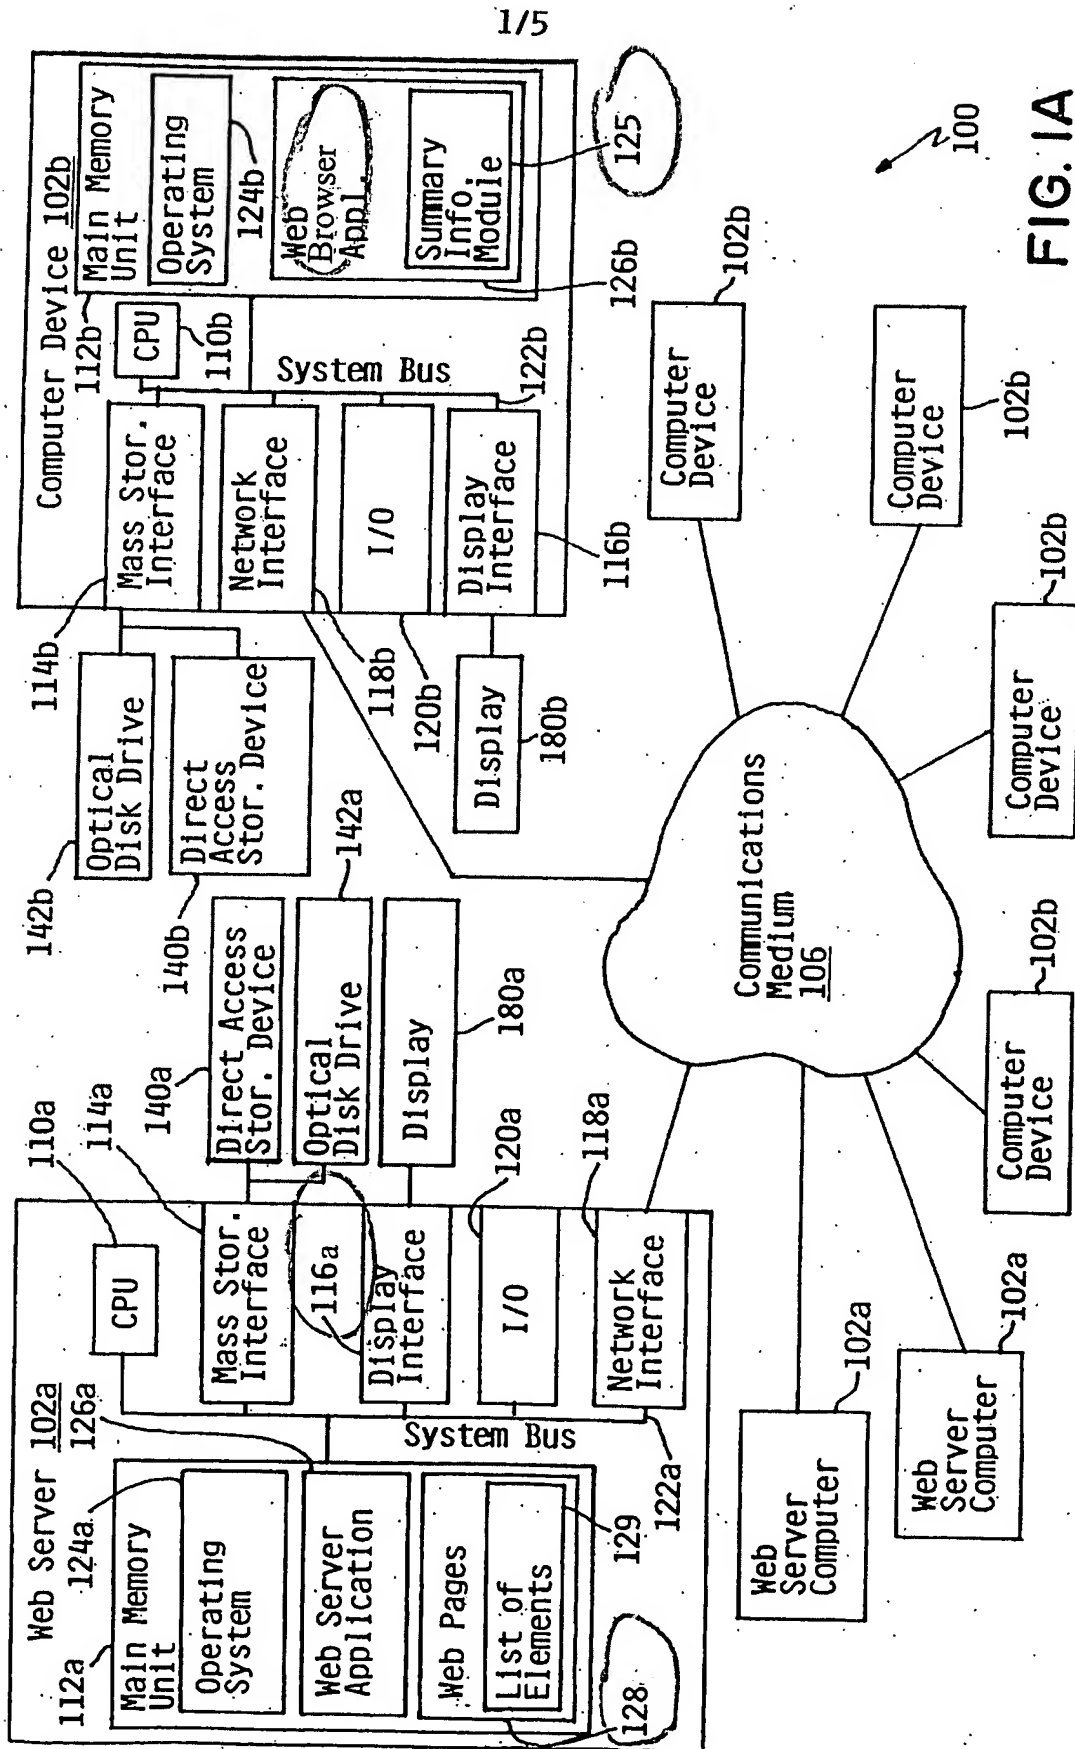 1/5
Web Server 102a
112a
124a
126a
Main Memory
Unit
Operating
System
Web Server
Application
Web Pages
List of
Elements
128
129
122a
System Bus
CPU
110a
Mass Stor.
Interface
114a
116a
Display
Interface
I/O
120a
Network
Interface
118a
140a
Direct Access
Stor. Device
Optical
Disk Drive
142a
Display
180a
142b
Optical
Disk Drive
140b
Direct
Access
Stor. Device
114b
Computer Device 102b
112b
Main Memory
Unit
Operating
System
124b
Web
Browser
Appl.
Summary
Info.
Module
126b
125
CPU
110b
System Bus
122b
Mass Stor.
Interface
Network
Interface
118b
I/O
120b
Display
Interface
116b
Display
180b
Communications
Medium
106
Web
Server
Computer
102a
Web
Server
Computer
102a
Computer
Device
102b
Computer
Device
102b
Computer
Device
102b
Computer
Device
102b
100
FIG. 1A